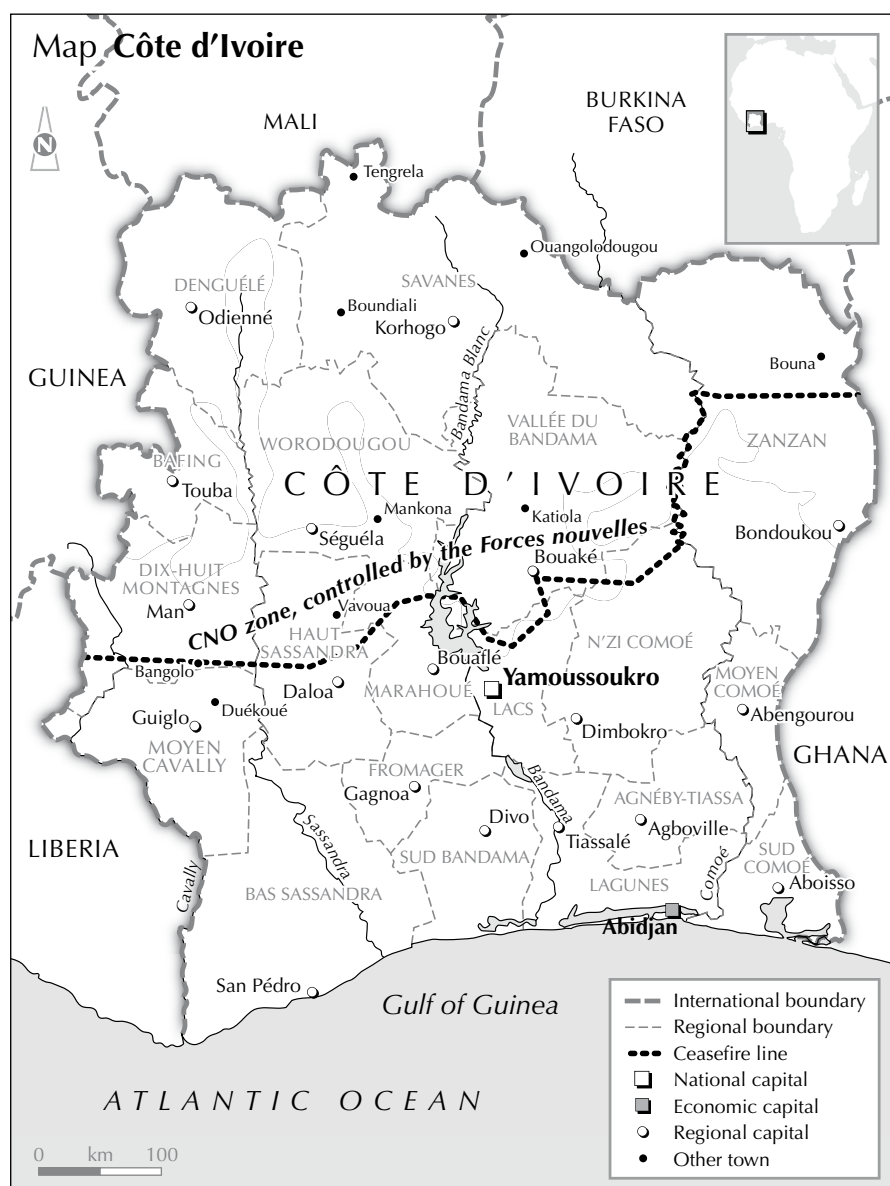 Map Côte d'Ivoire
N
MALI
BURKINA
FASO
Tengrela
Ouangolodougou
DENGUÉLÉ
SAVANES
Odienné
Boundiali
Korhogo
Bandama Blanc
GUINEA
Bouna
VALLÉE DU
BANDAMA
WORODOUGOU
ZANZAN
BAFING
Touba
CÔTE D'IVOIRE
Mankona
Katiola
Séguéla
Bondoukou
Bouaké
CNO zone, controlled by the Forces nouvelles
DIX-HUIT
MONTAGNES
Man
Vavoua
HAUT
SASSANDRA
N'ZI COMOÉ
Bouaflé
Bangolo
Daloa
MARAHOUÉ
Yamoussoukro
LACS
MOYEN
COMOÉ
Duékoué
Guiglo
Dimbokro
Abengourou
MOYEN
CAVALLY
GHANA
FROMAGER
Gagnoa
Bandama
AGNÉBY-TIASSA
Divo
Tiassalé
Agboville
LIBERIA
Sassandra
SUD BANDAMA
SUD
COMOÉ
Cavally
BAS SASSANDRA
LAGUNES
Comoé
Aboisso
Abidjan
San Pédro
Gulf of Guinea
ATLANTIC OCEAN
International boundary
Regional boundary
Ceasefire line
National capital
Economic capital
Regional capital
Other town
0 km 100